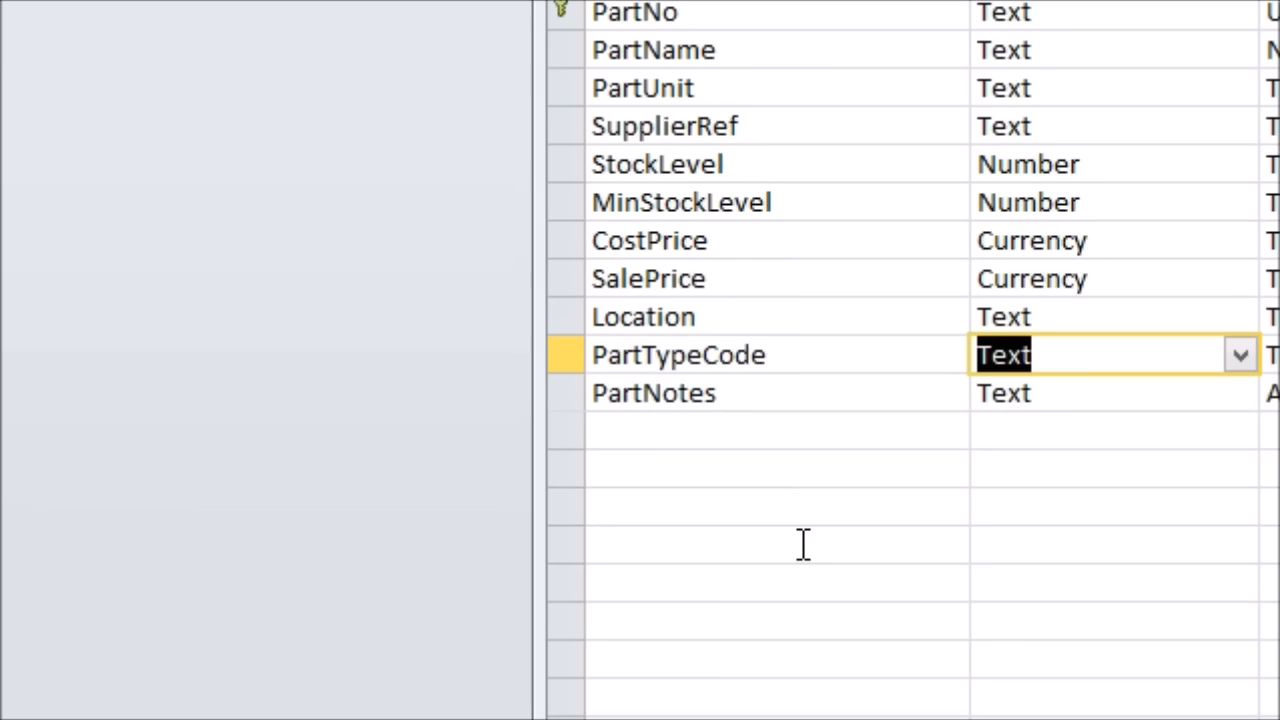 PartNo Text U
PartName Text N
PartUnit Text T
SupplierRef Text T
StockLevel Number T
MinStockLevel Number T
CostPrice Currency T
SalePrice Currency T
Location Text T
PartTypeCode Text T
PartNotes Text A